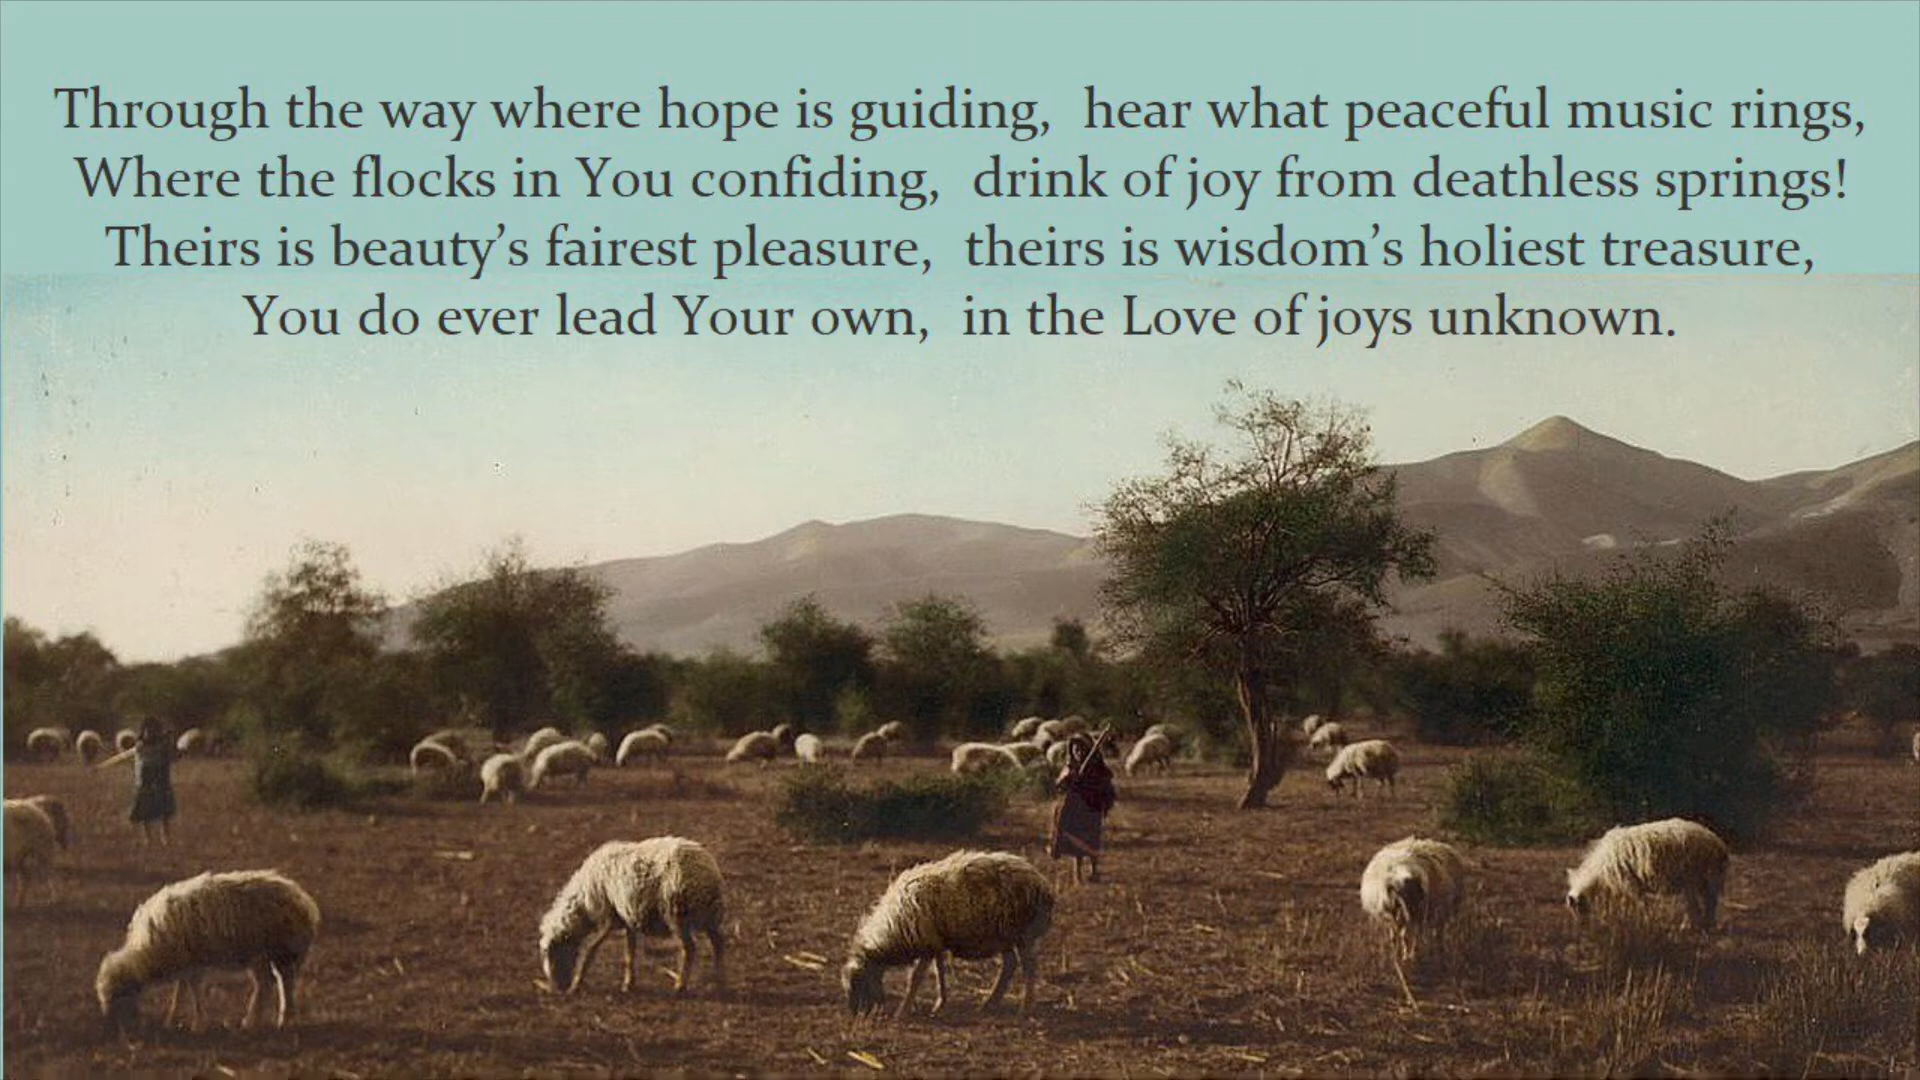 Through the way where hope is guiding, hear what peaceful music rings,
Where the flocks in You confiding, drink of joy from deathless springs!
Theirs is beauty’s fairest pleasure, theirs is wisdom’s holiest treasure,
You do ever lead Your own, in the Love of joys unknown.